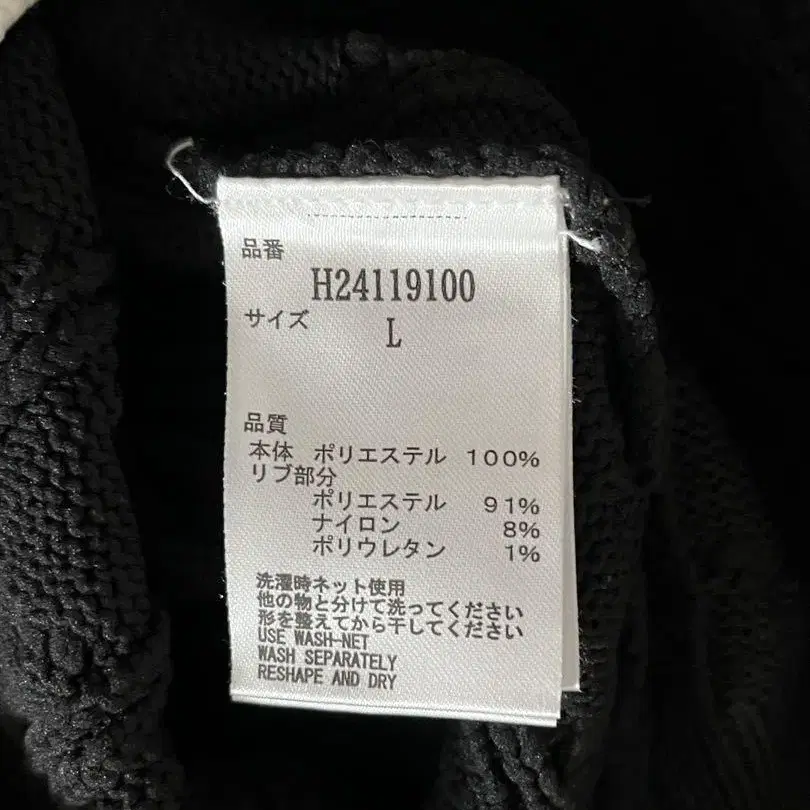 品番
H24119100
サイズ
L
品質
本体 ポリエステル 100%
リブ部分
ポリエステル 91%
ナイロン 8%
ポリウレタン 1%
洗濯時ネット使用
他の物と分けて洗ってください
形を整えてから干してください
USE WASH-NET
WASH SEPARATELY
RESHAPE AND DRY